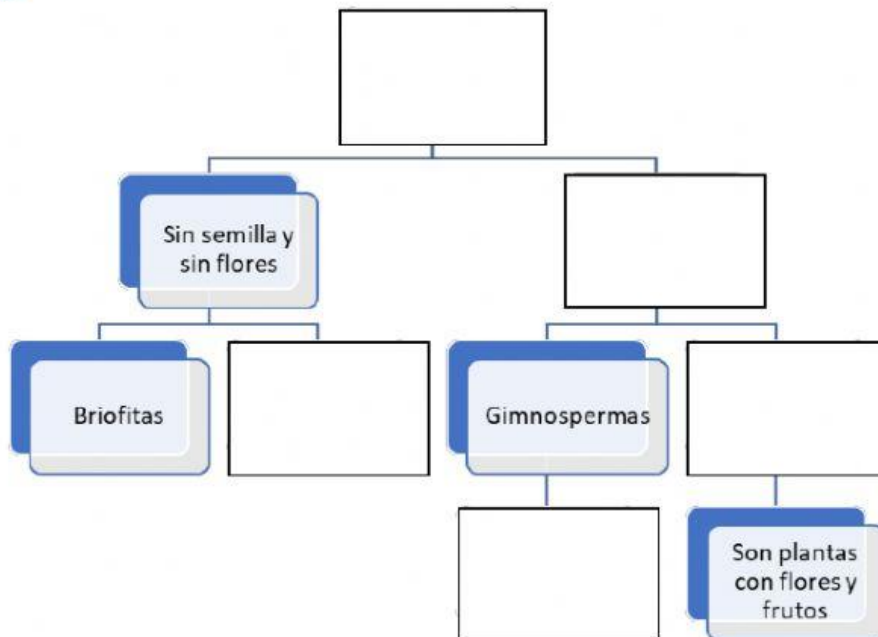 Sin semilla y
sin flores
Briofitas
Gimnospermas
Son plantas
con flores y
frutos